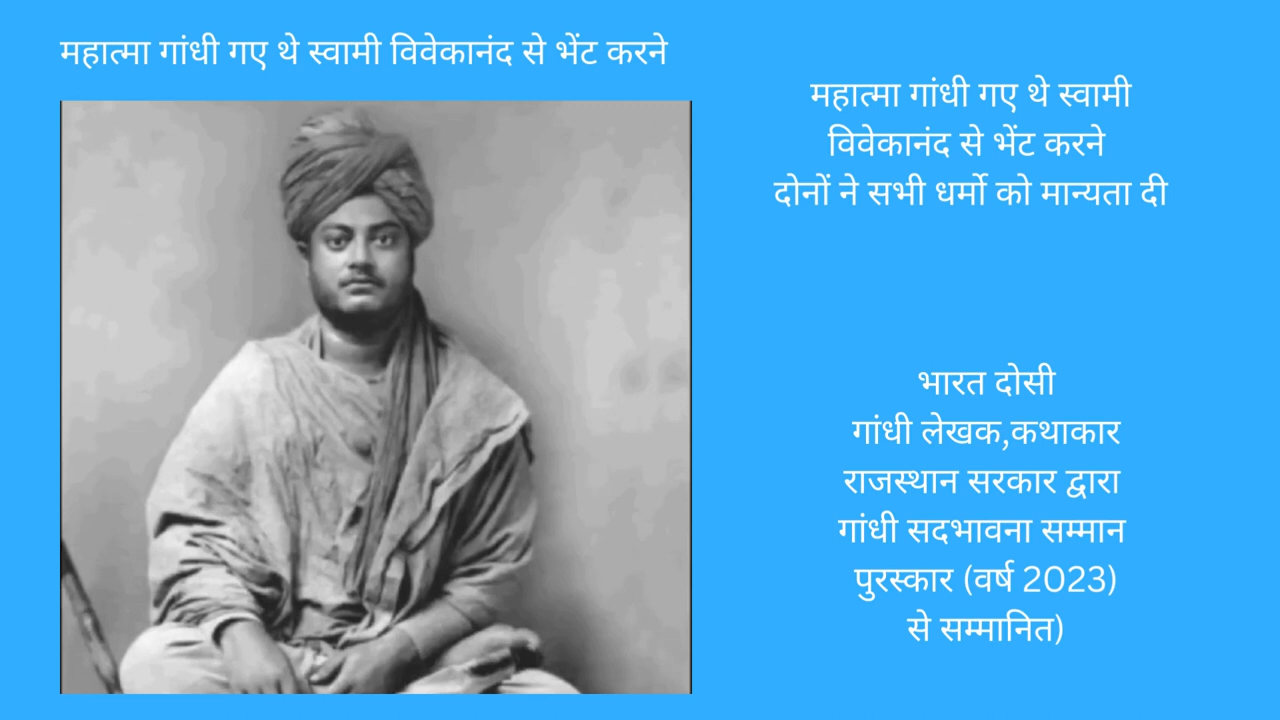 महात्मा गांधी गए थे स्वामी विवेकानंद से भेंट करने
महात्मा गांधी गए थे स्वामी
विवेकानंद से भेंट करने
दोनों ने सभी धर्मो को मान्यता दी
भारत दोसी
गांधी लेखक,कथाकार
राजस्थान सरकार द्वारा
गांधी सदभावना सम्मान
पुरस्कार (वर्ष 2023)
से सम्मानित)